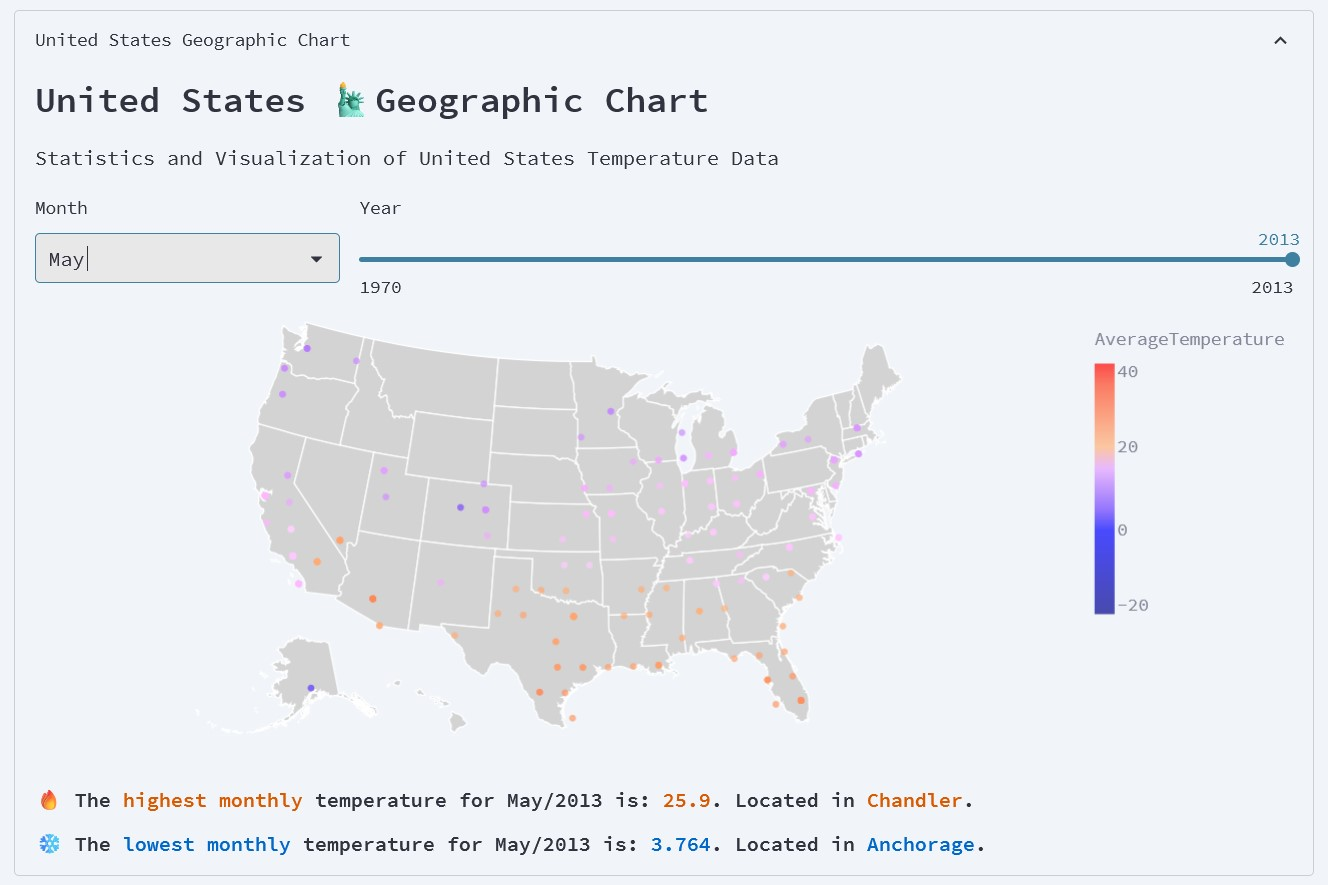 United States Geographic Chart
United States 🗽 Geographic Chart
Statistics and Visualization of United States Temperature Data
Month
Year
May
2013
1970
2013
AverageTemperature
40
20
0
−20
🔥 The highest monthly temperature for May/2013 is: 25.9. Located in Chandler.
❄️ The lowest monthly temperature for May/2013 is: 3.764. Located in Anchorage.